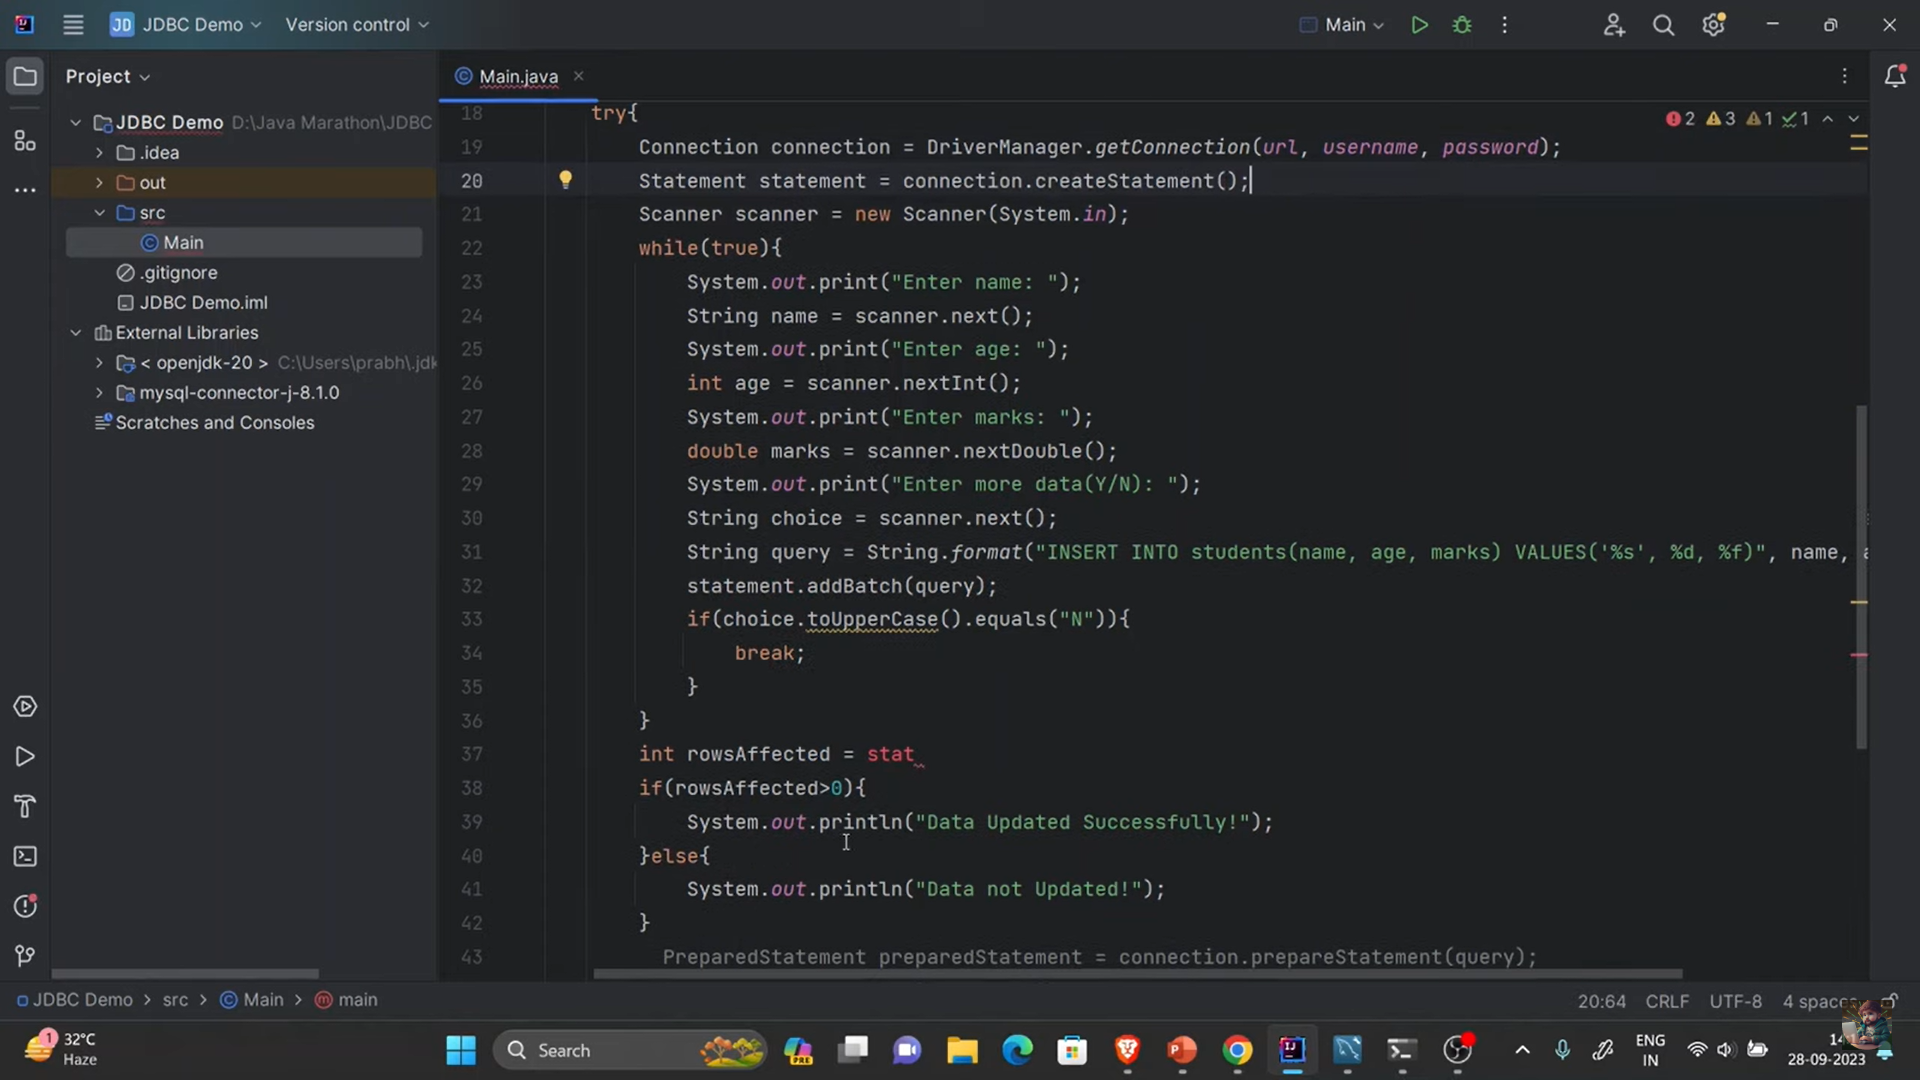 JD JDBC Demo Version control Main
Project
Main.java
JDBC Demo D:\Java Marathon\JDBC
.idea
out
src
Main
.gitignore
JDBC Demo.iml
External Libraries
< openjdk-20 > C:\Users\prabh\.jdk
mysql-connector-j-8.1.0
Scratches and Consoles
2 3 1 1
18 try{
19 Connection connection = DriverManager.getConnection(url, username, password);
20 Statement statement = connection.createStatement();
21 Scanner scanner = new Scanner(System.in);
22 while(true){
23 System.out.print("Enter name: ");
24 String name = scanner.next();
25 System.out.print("Enter age: ");
26 int age = scanner.nextInt();
27 System.out.print("Enter marks: ");
28 double marks = scanner.nextDouble();
29 System.out.print("Enter more data(Y/N): ");
30 String choice = scanner.next();
31 String query = String.format("INSERT INTO students(name, age, marks) VALUES('%s', %d, %f)", name,
32 statement.addBatch(query);
33 if(choice.toUpperCase().equals("N")){
34 break;
35 }
36 }
37 int rowsAffected = stat
38 if(rowsAffected>0){
39 System.out.println("Data Updated Successfully!");
40 }else{
41 System.out.println("Data not Updated!");
42 }
43 PreparedStatement preparedStatement = connection.prepareStatement(query);
JDBC Demo > src > Main > main
20:64 CRLF UTF-8 4 spaces
1 32°C
Haze
Search
PRE
ENG
IN
28-09-2023